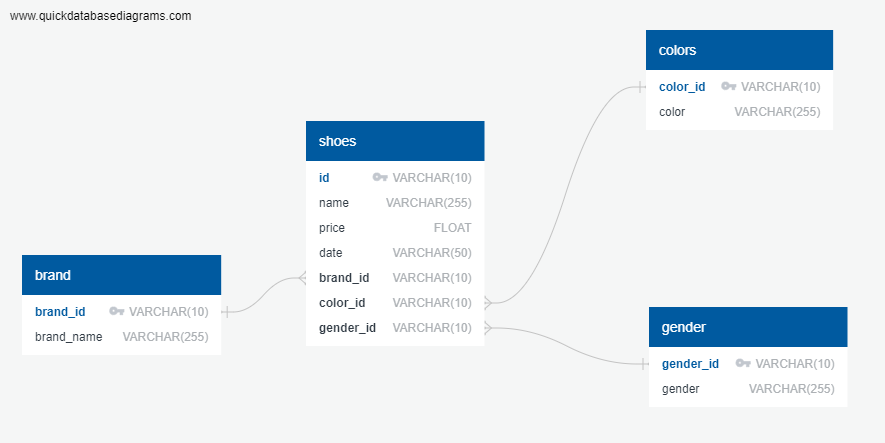 www.quickdatabasediagrams.com
colors
color_id VARCHAR(10)
color VARCHAR(255)
shoes
id VARCHAR(10)
name VARCHAR(255)
price FLOAT
date VARCHAR(50)
brand_id VARCHAR(10)
color_id VARCHAR(10)
gender_id VARCHAR(10)
brand
brand_id VARCHAR(10)
brand_name VARCHAR(255)
gender
gender_id VARCHAR(10)
gender VARCHAR(255)